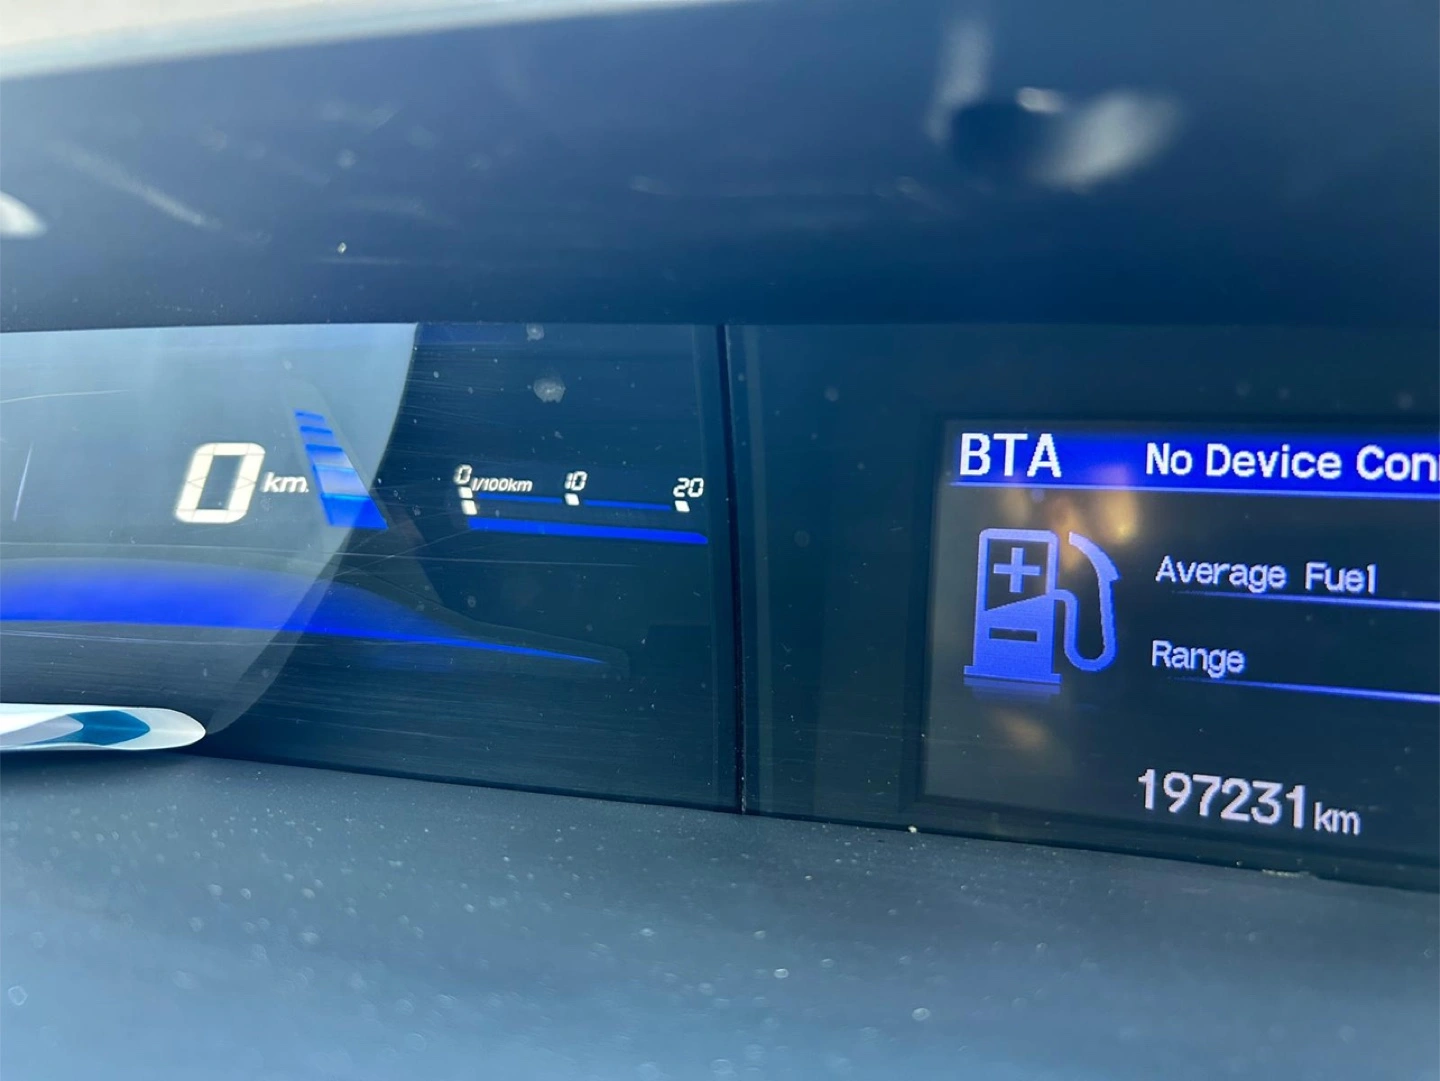 0 km.
0 l/100km 10 20
BTA No Device Con
Average Fuel
Range
197231 km